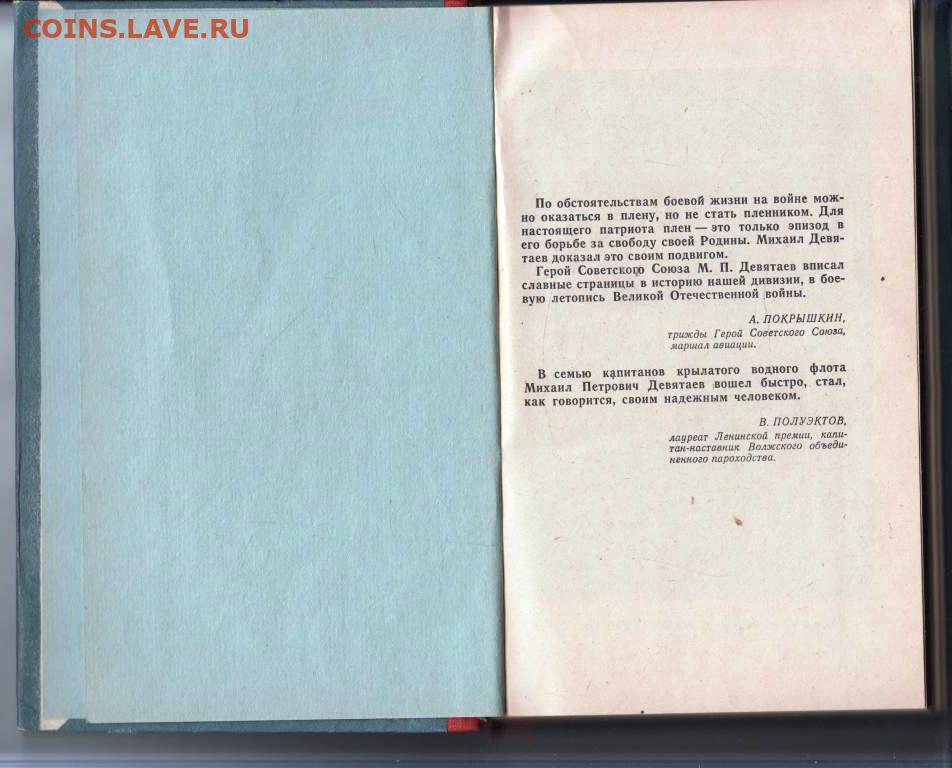 COINS.LAVE.RU
По обстоятельствам боевой жизни на войне мож-
но оказаться в плену, но не стать пленником. Для
настоящего патриота плен — это только эпизод в
его борьбе за свободу своей Родины. Михаил Девя-
таев доказал это своим подвигом.
Герой Советского Союза М. П. Девятаев вписал
славные страницы в историю нашей дивизии, в бое-
вую летопись Великой Отечественной войны.
А. ПОКРЫШКИН,
трижды Герой Советского Союза,
маршал авиации.
В семью капитанов крылатого водного флота
Михаил Петрович Девятаев вошел быстро, стал,
как говорится, своим надежным человеком.
В. ПОЛУЭКТОВ,
лауреат Ленинской премии, капи-
тан-наставник Волжского объеди-
ненного пароходства.